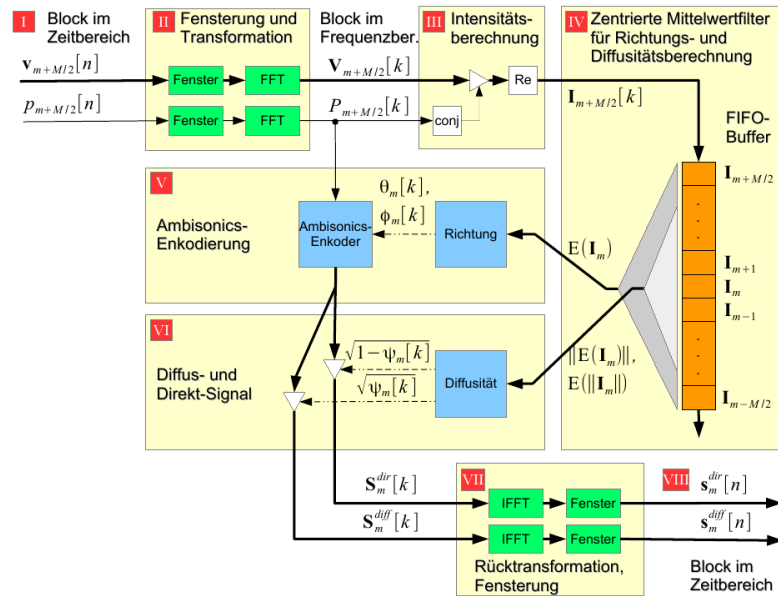 I
Block im
Zeitbereich
II
Fensterung und
Transformation
Block im
Frequenzber.
III
Intensitäts-
berechnung
IV
Zentrierte Mittelwertfilter
für Richtungs- und
Diffusitätsberechnung
v_{m+M/2}[n]
Fenster
FFT
V_{m+M/2}[k]
Re
I_{m+M/2}[k]
p_{m+M/2}[n]
Fenster
FFT
P_{m+M/2}[k]
conj
FIFO-
Buffer
I_{m+M/2}
.
.
.
I_{m+1}
I_m
I_{m-1}
.
.
.
I_{m-M/2}
V
Ambisonics-
Enkodierung
θ_m[k],
ϕ_m[k]
Ambisonics-
Enkoder
Richtung
E(I_m)
VI
Diffus- und
Direkt-Signal
√(1-ψ_m[k])
√(ψ_m[k])
Diffusität
‖E(I_m)‖,
E(‖I_m‖)
S_m^{dir}[k]
VII
IFFT
Fenster
VIII
s_m^{dir}[n]
S_m^{diff}[k]
IFFT
Fenster
s_m^{diff}[n]
Rücktransformation,
Fensterung
Block im
Zeitbereich